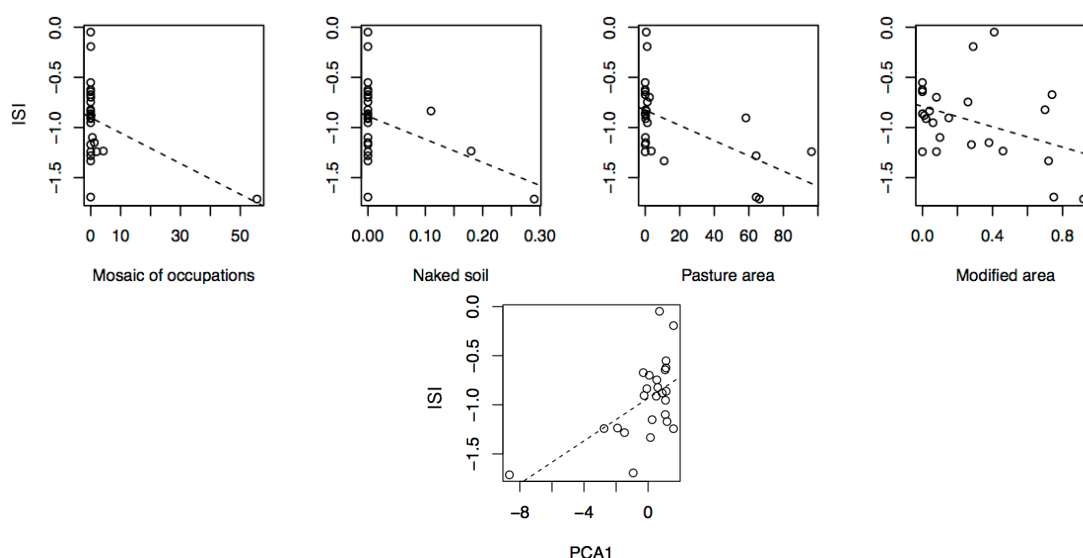 ISI
0.0
−0.5
−1.0
−1.5
0 10 30 50
Mosaic of occupations
0.0
−0.5
−1.0
−1.5
0.00 0.10 0.20 0.30
Naked soil
0.0
−0.5
−1.0
−1.5
0 20 40 60 80
Pasture area
0.0
−0.5
−1.0
−1.5
0.0 0.4 0.8
Modified area
ISI
0.0
−0.5
−1.0
−1.5
−8 −4 0
PCA1